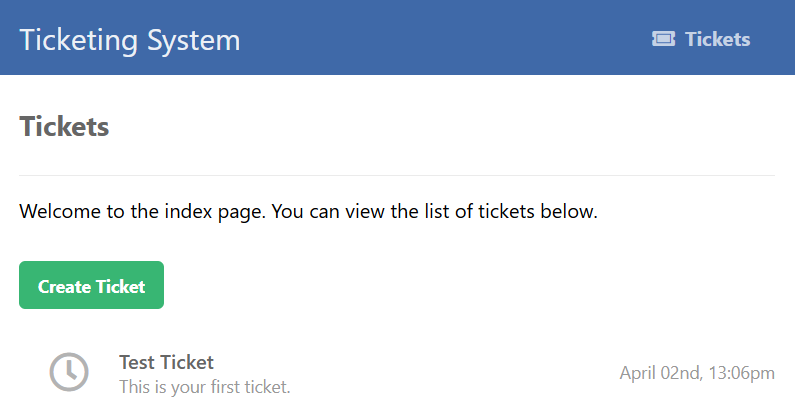 Ticketing System
Tickets
Tickets
Welcome to the index page. You can view the list of tickets below.
Create Ticket
Test Ticket
This is your first ticket.
April 02nd, 13:06pm